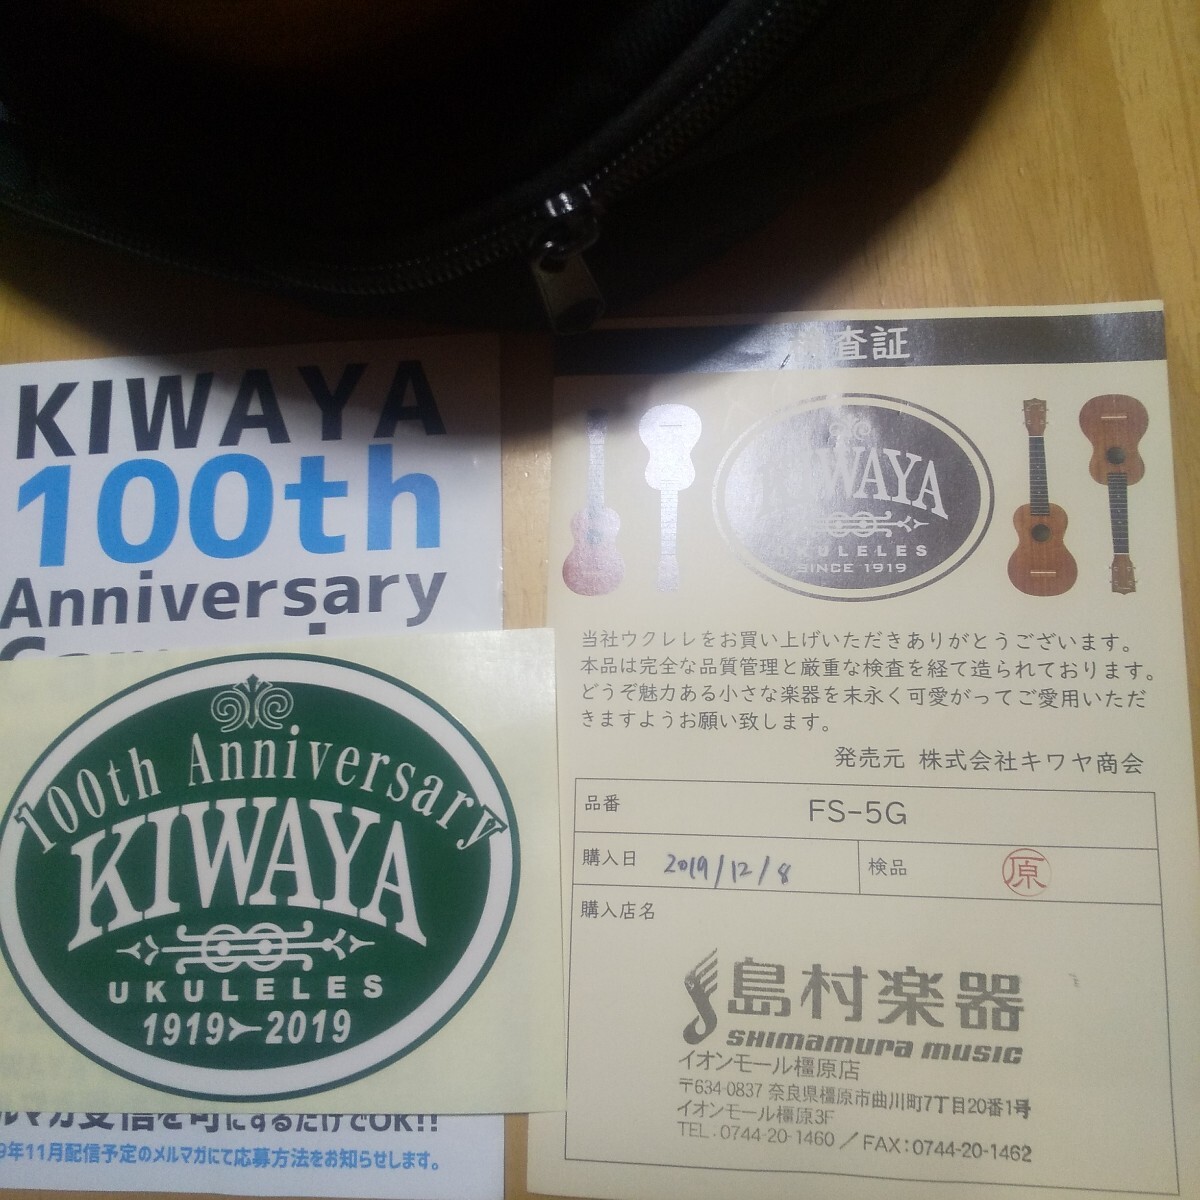 KIWAYA
100th
Anniversary
100th Anniversary
KIWAYA
UKULELES
1919 2019
にするだけでOK!!
年11月配信予定のメルマガにて応募方法をお知らせします。
査証
KIWAYA
UKULELES
SINCE 1919
当社ウクレレをお買い上げいただきありがとうございます。
本品は完全な品質管理と厳重な検査を経て造られております。
どうぞ魅力ある小さな楽器を末永く可愛がってご愛用いただ
きますようお願い致します。
発売元 株式会社キワヤ商会
品番 FS-5G
購入日 2019/12/8 検品 原
購入店名
島村楽器
SHIMAMURA MUSIC
イオンモール橿原店
〒634-0837 奈良県橿原市曲川町7丁目20番1号
イオンモール橿原3F
TEL:0744-20-1460 / FAX:0744-20-1462